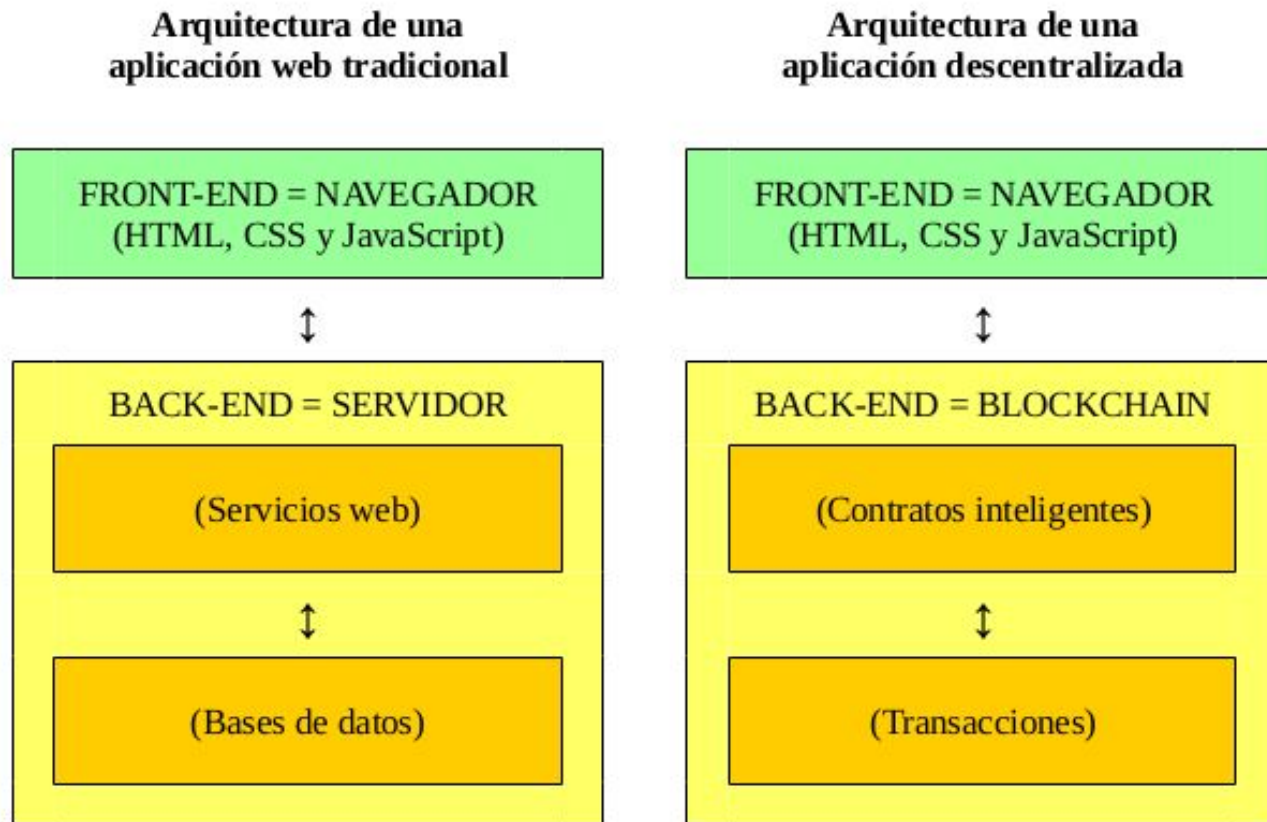 Arquitectura de una
aplicación web tradicional
FRONT-END = NAVEGADOR
(HTML, CSS y JavaScript)
↕
BACK-END = SERVIDOR
(Servicios web)
↕
(Bases de datos)
Arquitectura de una
aplicación descentralizada
FRONT-END = NAVEGADOR
(HTML, CSS y JavaScript)
↕
BACK-END = BLOCKCHAIN
(Contratos inteligentes)
↕
(Transacciones)